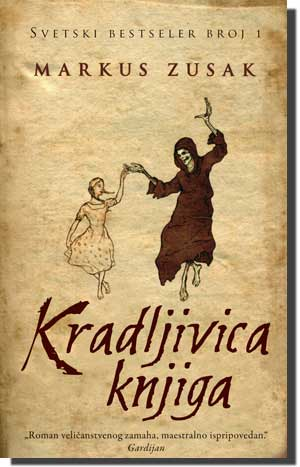 SVETSKI BESTSELER BROJ 1
MARKUS ZUSAK
Kradljivica
knjiga
„Roman veličanstvenog zamaha, maestralno ispripovedan.“
Gardijan